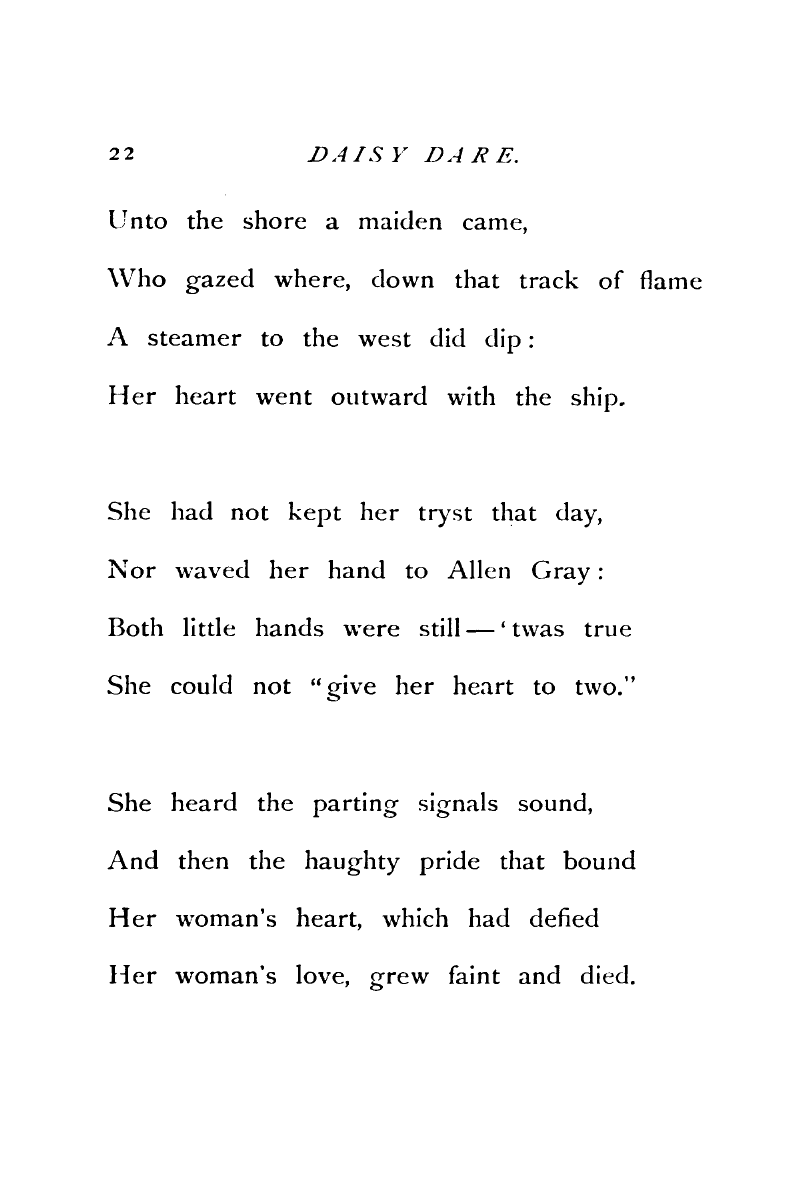 22 DAISY DARE.
Unto the shore a maiden came,
Who gazed where, down that track of flame
A steamer to the west did dip:
Her heart went outward with the ship.
She had not kept her tryst that day,
Nor waved her hand to Allen Gray:
Both little hands were still—‘twas true
She could not “give her heart to two.”
She heard the parting signals sound,
And then the haughty pride that bound
Her woman's heart, which had defied
Her woman's love, grew faint and died.